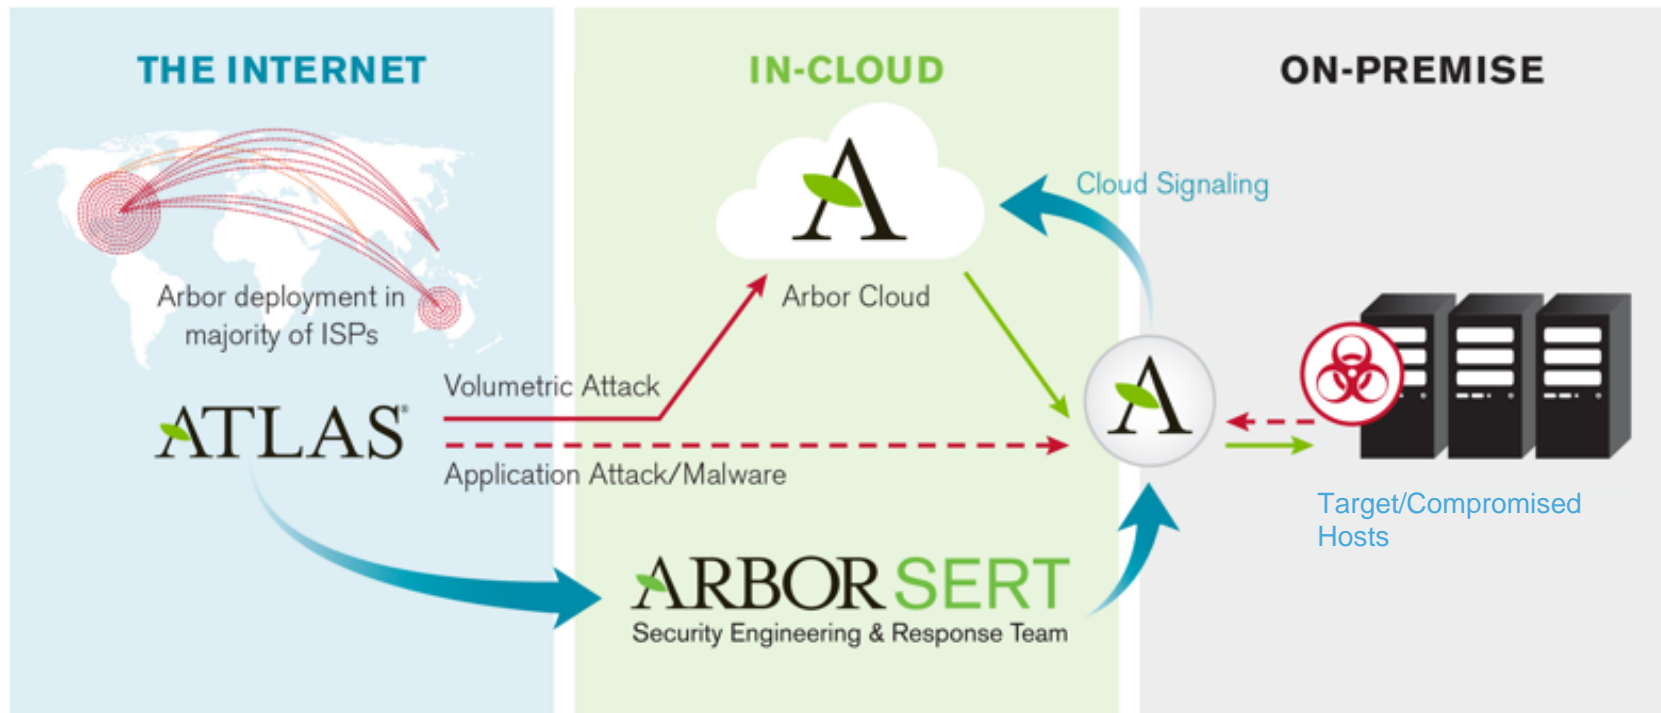 THE INTERNET
Arbor deployment in
majority of ISPs
ATLAS®
Volumetric Attack
Application Attack/Malware
IN-CLOUD
A
Arbor Cloud
ARBOR SERT
Security Engineering & Response Team
Cloud Signaling
A
ON-PREMISE
Target/Compromised
Hosts